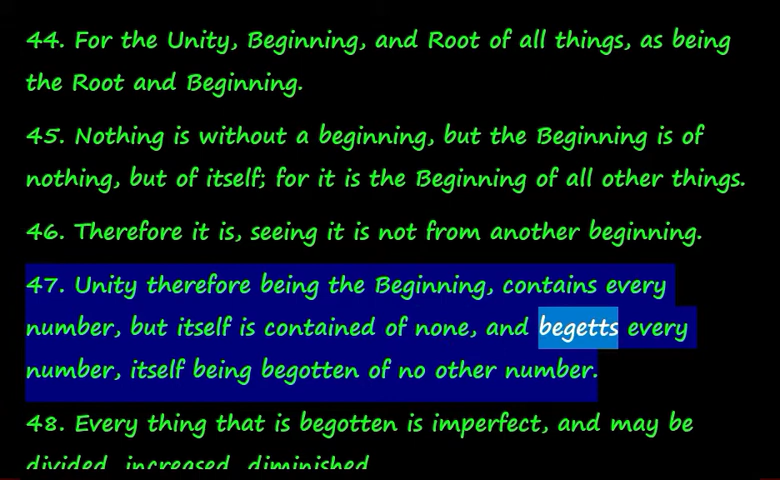 44. For the Unity, Beginning, and Root of all things, as being
the Root and Beginning.
45. Nothing is without a beginning, but the Beginning is of
nothing, but of itself; for it is the Beginning of all other things.
46. Therefore it is, seeing it is not from another beginning.
47. Unity therefore being the Beginning, contains every
number, but itself is contained of none, and begetts every
number, itself being begotten of no other number.
48. Every thing that is begotten is imperfect, and may be
divided, increased, diminished.